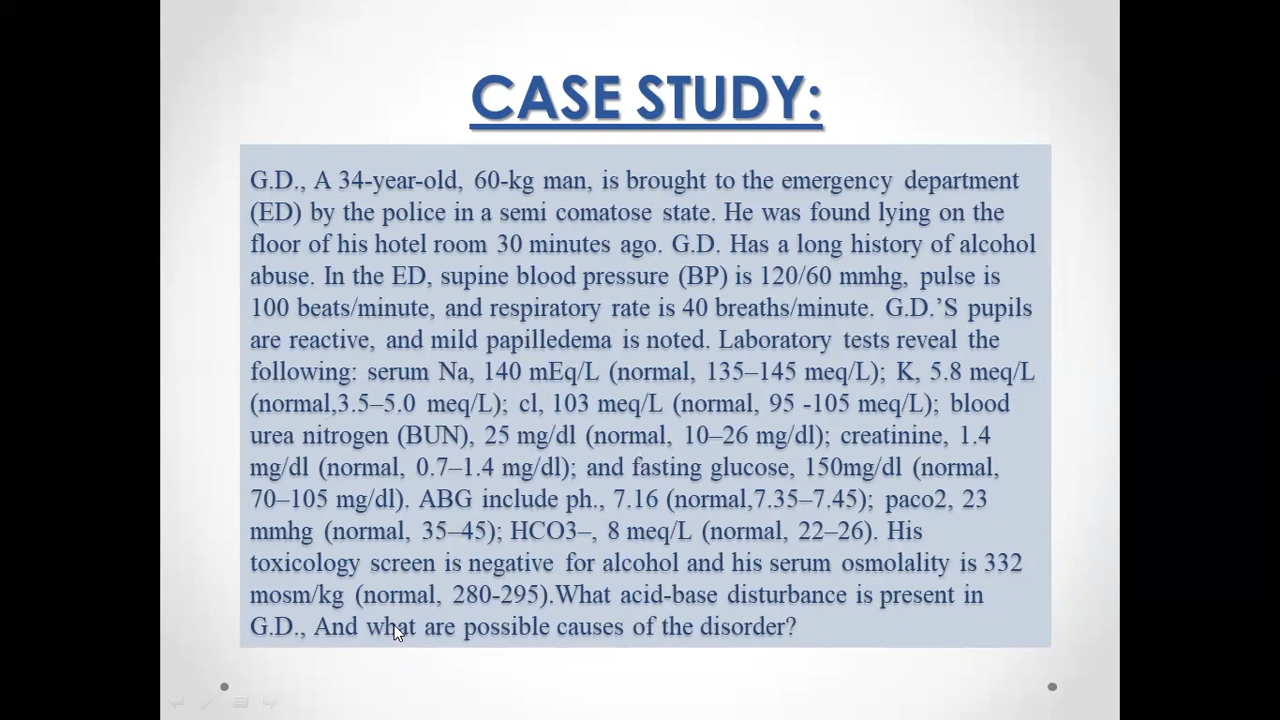 CASE STUDY:
G.D., A 34-year-old, 60-kg man, is brought to the emergency department
(ED) by the police in a semi comatose state. He was found lying on the
floor of his hotel room 30 minutes ago. G.D. Has a long history of alcohol
abuse. In the ED, supine blood pressure (BP) is 120/60 mmhg, pulse is
100 beats/minute, and respiratory rate is 40 breaths/minute. G.D.’S pupils
are reactive, and mild papilledema is noted. Laboratory tests reveal the
following: serum Na, 140 mEq/L (normal, 135–145 meq/L); K, 5.8 meq/L
(normal,3.5–5.0 meq/L); cl, 103 meq/L (normal, 95 -105 meq/L); blood
urea nitrogen (BUN), 25 mg/dl (normal, 10–26 mg/dl); creatinine, 1.4
mg/dl (normal, 0.7–1.4 mg/dl); and fasting glucose, 150mg/dl (normal,
70–105 mg/dl). ABG include ph., 7.16 (normal,7.35–7.45); paco2, 23
mmhg (normal, 35–45); HCO3–, 8 meq/L (normal, 22–26). His
toxicology screen is negative for alcohol and his serum osmolality is 332
mosm/kg (normal, 280-295).What acid-base disturbance is present in
G.D., And what are possible causes of the disorder?